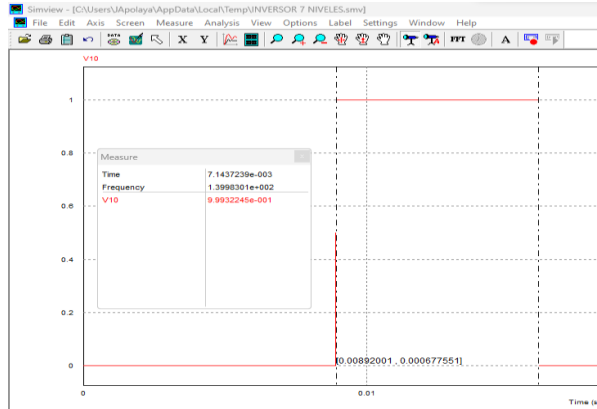 Simview - [C:\Users\IApolaya\AppData\Local\Temp\INVERSOR 7 NIVELES.smv]
File Edit Axis Screen Measure Analysis View Options Label Settings Window Help
DATA X Y FFT A
V10
1
0.8
Measure
Time 7.1437239e-003
Frequency 1.3998301e+002
V10 9.9932245e-001
0.6
0.4
0.2
[0.00892001 , 0.000677551]
0
0 0.01
Time (s